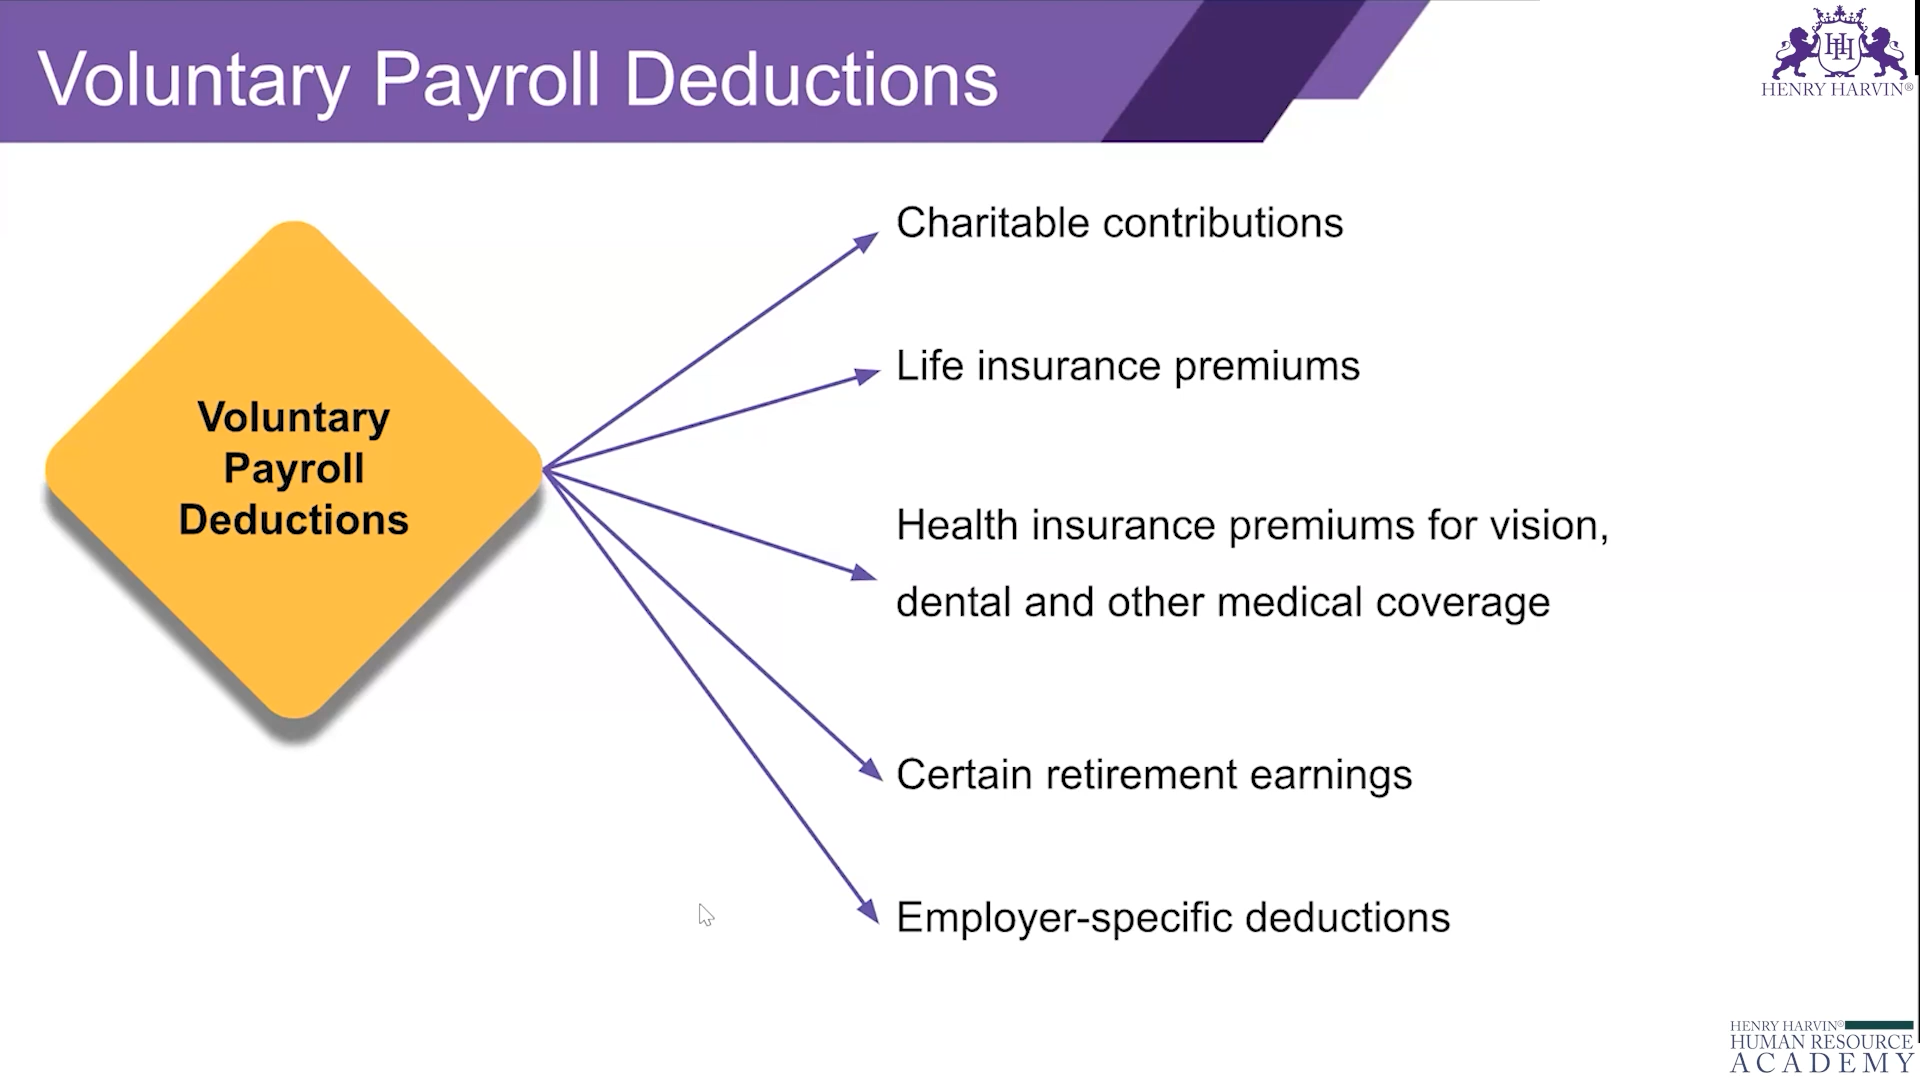 Voluntary Payroll Deductions
HENRY HARVIN®
Voluntary
Payroll
Deductions
Charitable contributions
Life insurance premiums
Health insurance premiums for vision,
dental and other medical coverage
Certain retirement earnings
Employer-specific deductions
HENRY HARVIN®
HUMAN RESOURCE
ACADEMY